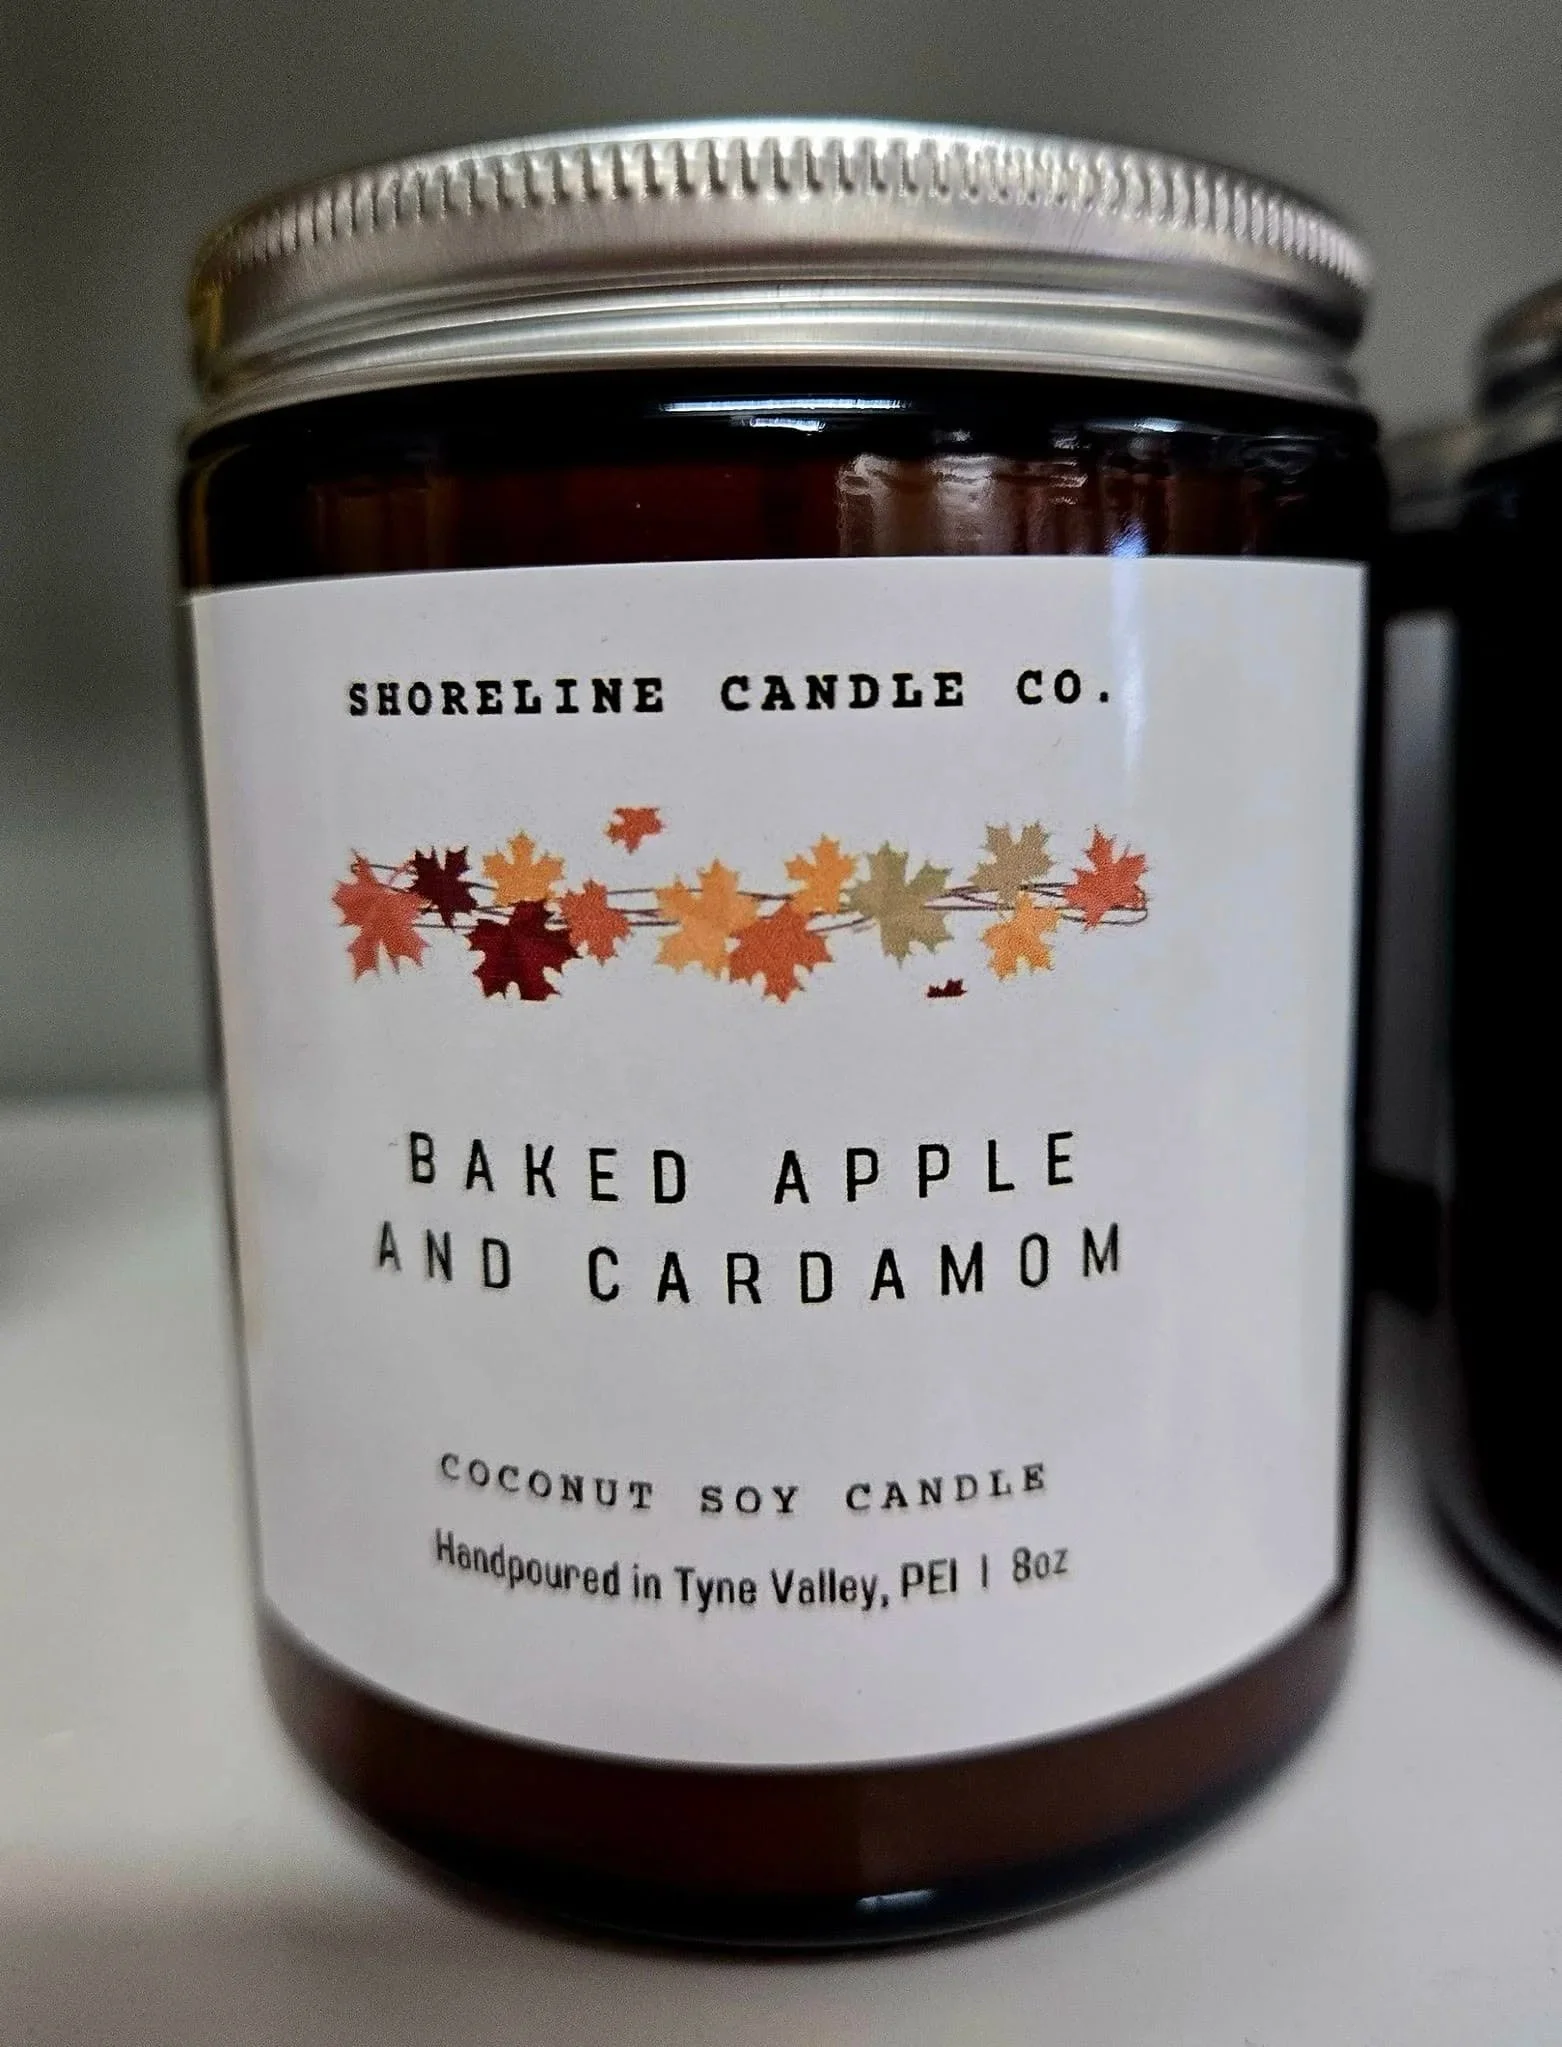 SHORELINE CANDLE CO.
BAKED APPLE
AND CARDAMOM
COCONUT SOY CANDLE
Handpoured in Tyne Valley, PEI | 8oz